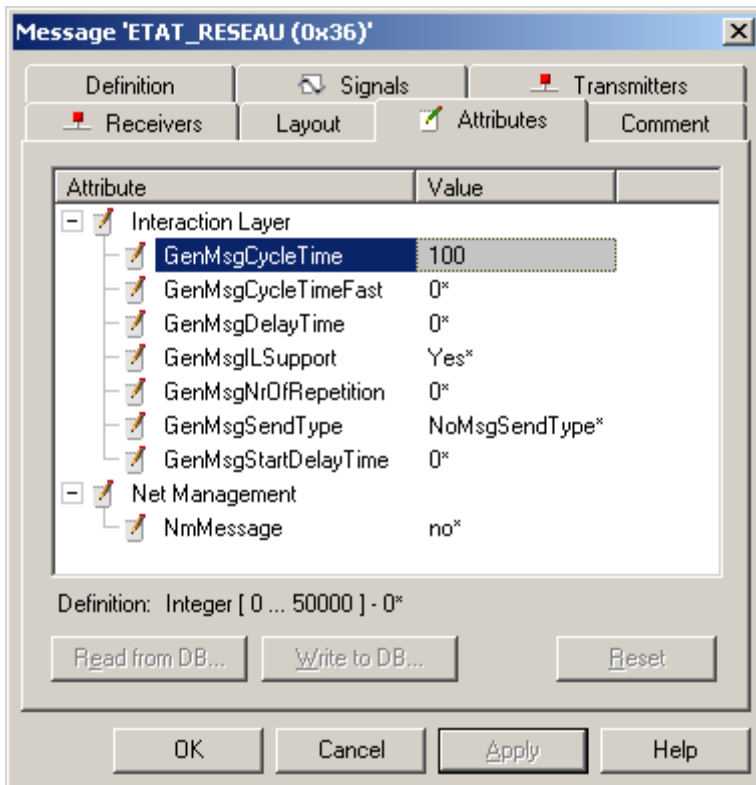 Message 'ETAT_RESEAU (0x36)'
Definition Signals Transmitters
Receivers Layout Attributes Comment
Attribute Value
Interaction Layer
GenMsgCycleTime 100
GenMsgCycleTimeFast 0*
GenMsgDelayTime 0*
GenMsgILSupport Yes*
GenMsgNrOfRepetition 0*
GenMsgSendType NoMsgSendType*
GenMsgStartDelayTime 0*
Net Management
NmMessage no*
Definition: Integer [ 0 ... 50000 ] - 0*
Read from DB... Write to DB... Reset
OK Cancel Apply Help